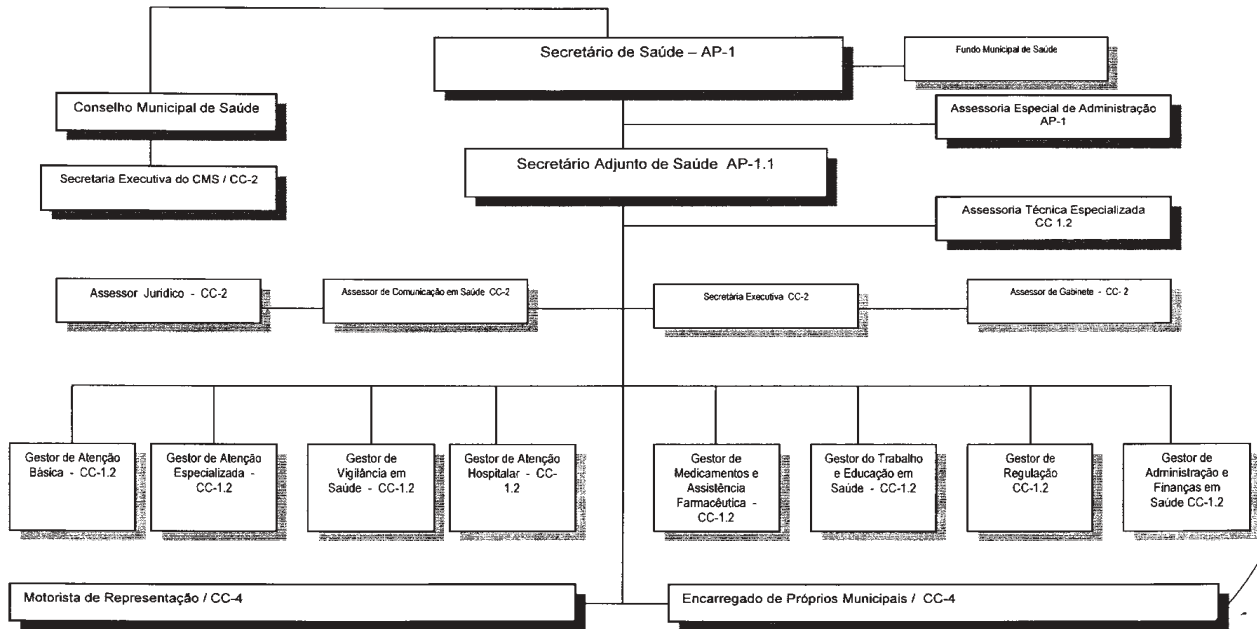 Secretário de Saúde – AP-1
Fundo Municipal de Saúde
Conselho Municipal de Saúde
Assessoria Especial de Administração
AP-1
Secretaria Executiva do CMS / CC-2
Secretário Adjunto de Saúde AP-1.1
Assessoria Técnica Especializada
CC 1.2
Assessor Jurídico - CC-2
Assessor de Comunicação em Saúde CC-2
Secretária Executiva CC-2
Assessor de Gabinete - CC- 2
Gestor de Atenção
Básica - CC-1.2
Gestor de Atenção
Especializada -
CC-1.2
Gestor de
Vigilância em
Saúde - CC-1.2
Gestor de Atenção
Hospitalar - CC-
1.2
Gestor de
Medicamentos e
Assistência
Farmacêutica -
CC-1.2
Gestor do Trabalho
e Educação em
Saúde - CC-1.2
Gestor de
Regulação
CC-1.2
Gestor de
Administração e
Finanças em
Saúde CC-1.2
Motorista de Representação / CC-4
Encarregado de Próprios Municipais / CC-4